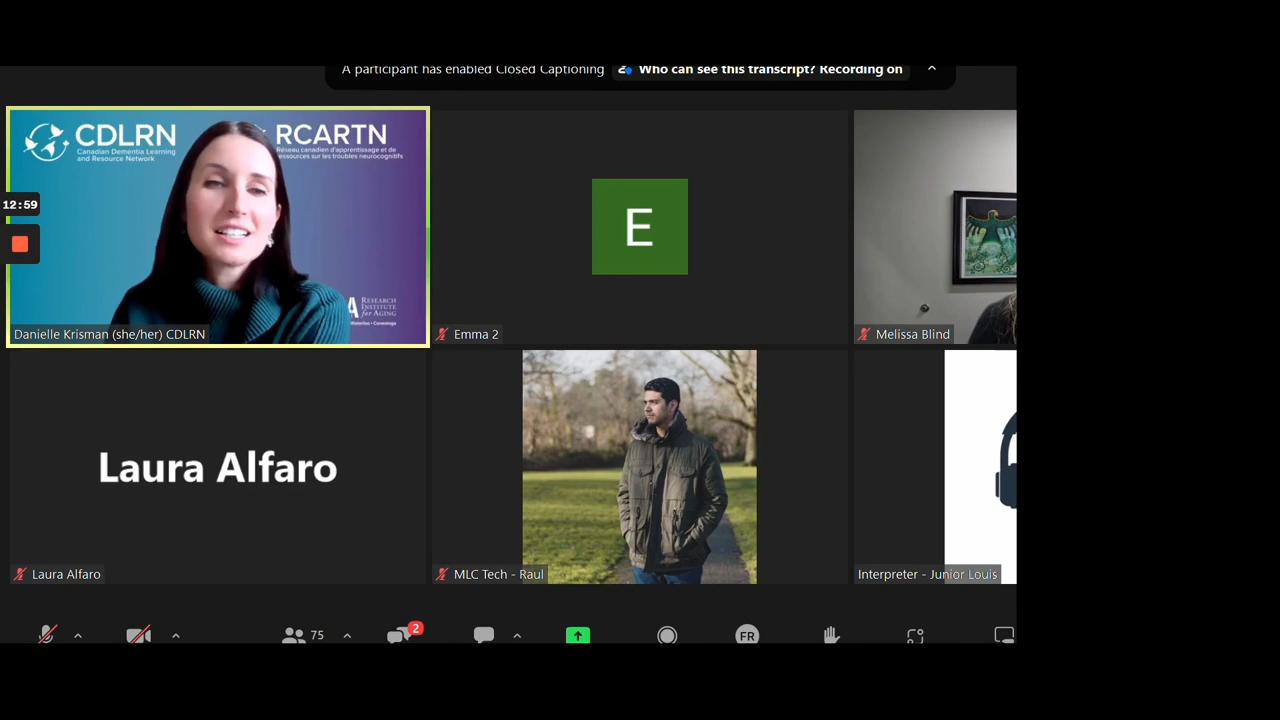 A participant has enabled Closed Captioning
Who can see this transcript? Recording on
CDLRN
Canadian Dementia Learning
and Resource Network
RCARTN
Réseau canadien d'apprentissage et de
ressources sur les troubles neurocognitifs
12:59
A RESEARCH
INSTITUTE
for AGING
Waterloo • Conestoga
Danielle Krisman (she/her) CDLRN
E
Emma 2
Melissa Blind
Laura Alfaro
Laura Alfaro
MLC Tech - Raul
Interpreter - Junior Louis
75
2
FR